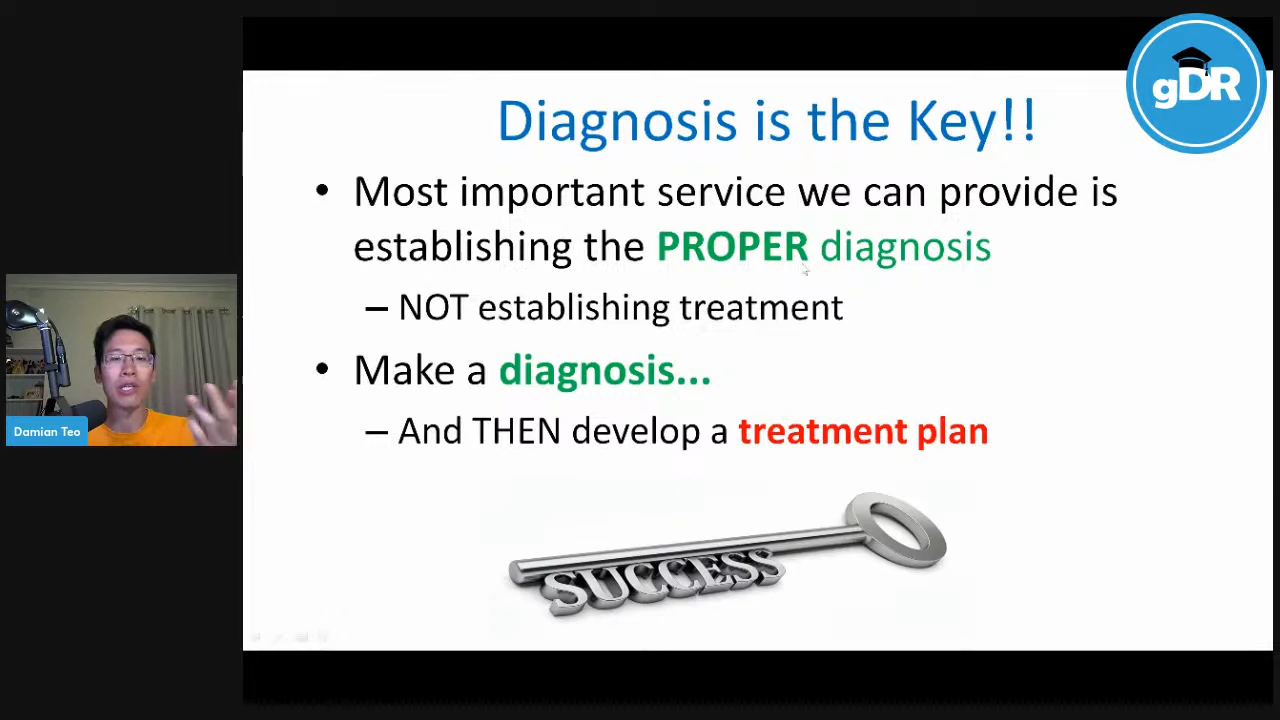 gDR
Diagnosis is the Key!!
• Most important service we can provide is
establishing the PROPER diagnosis
– NOT establishing treatment
• Make a diagnosis...
– And THEN develop a treatment plan
SUCCESS
Damian Teo